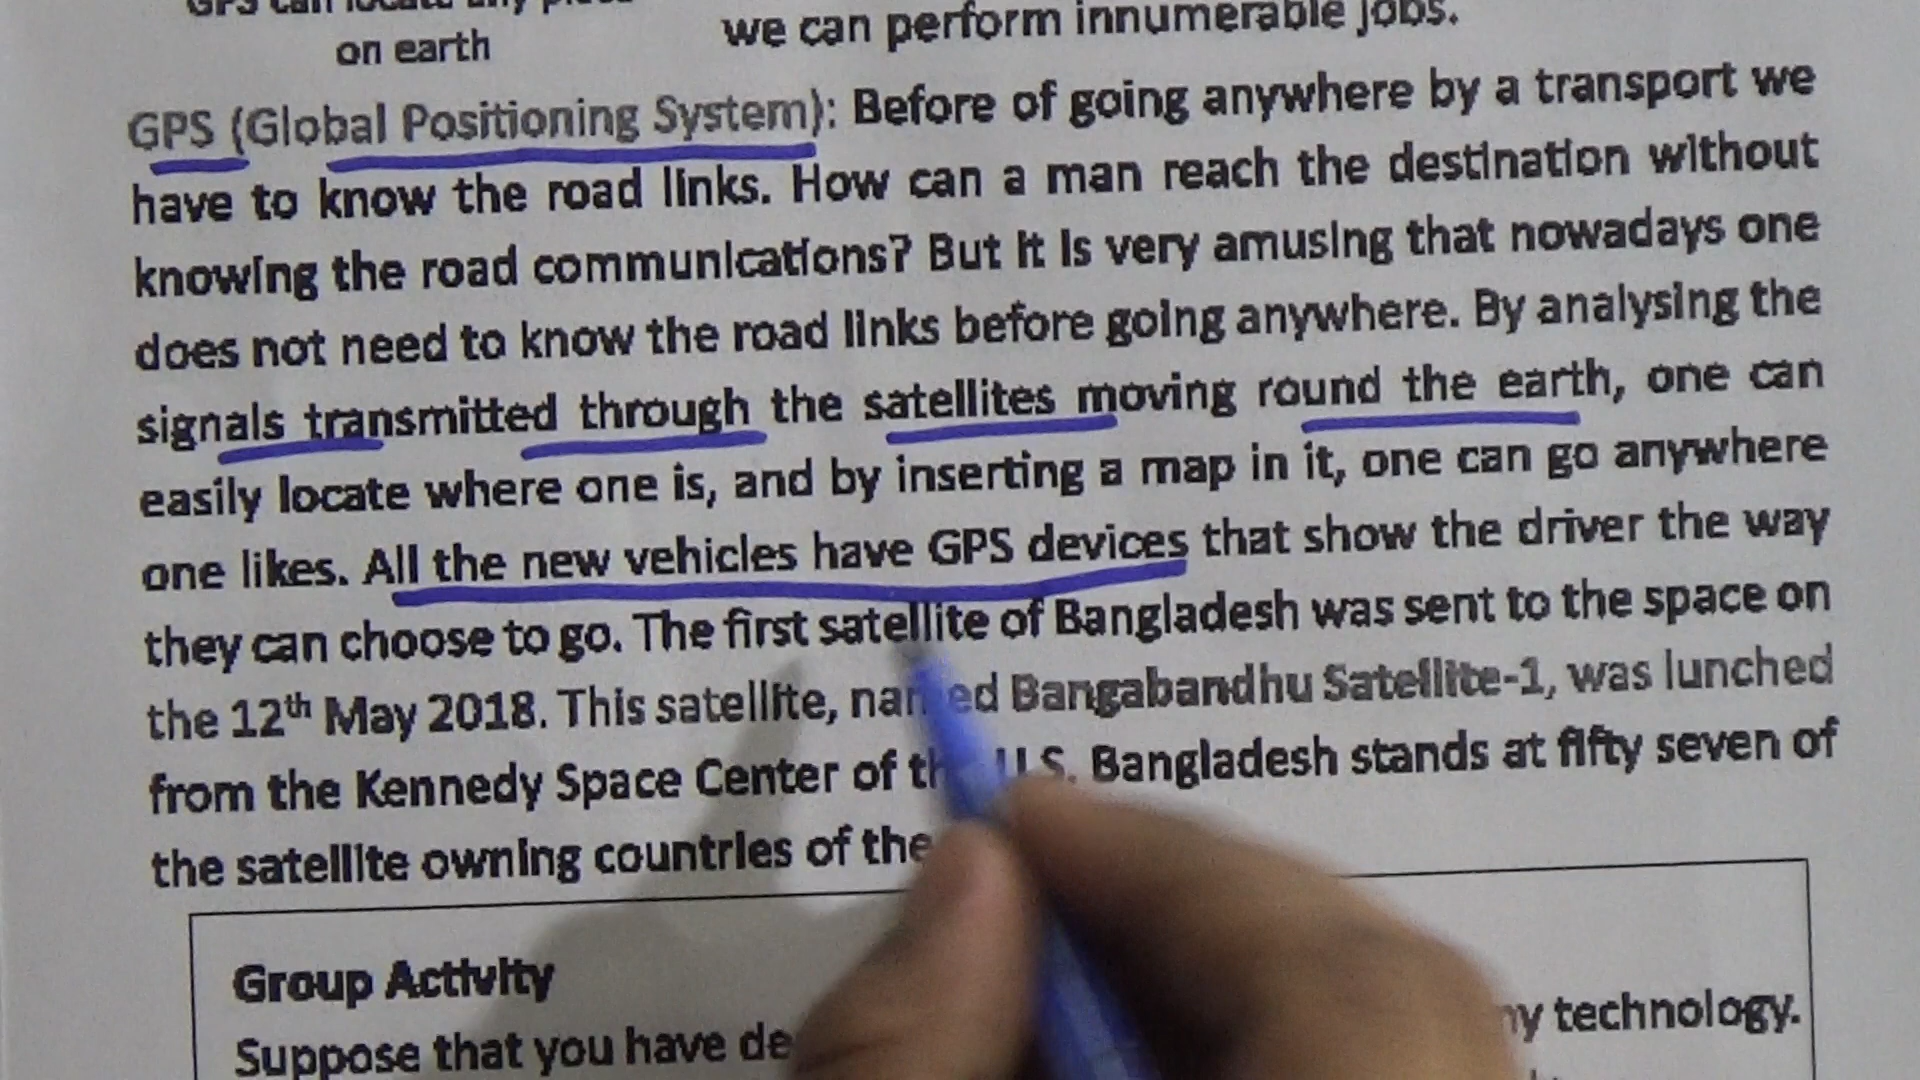 GPS can locate any place
on earth
we can perform innumerable jobs.
GPS (Global Positioning System): Before of going anywhere by a transport we
have to know the road links. How can a man reach the destination without
knowing the road communications? But it is very amusing that nowadays one
does not need to know the road links before going anywhere. By analysing the
signals transmitted through the satellites moving round the earth, one can
easily locate where one is, and by inserting a map in it, one can go anywhere
one likes. All the new vehicles have GPS devices that show the driver the way
they can choose to go. The first satellite of Bangladesh was sent to the space on
the 12th May 2018. This satellite, named Bangabandhu Satellite-1, was lunched
from the Kennedy Space Center of the U.S. Bangladesh stands at fifty seven of
the satellite owning countries of the
Group Activity
Suppose that you have technology.